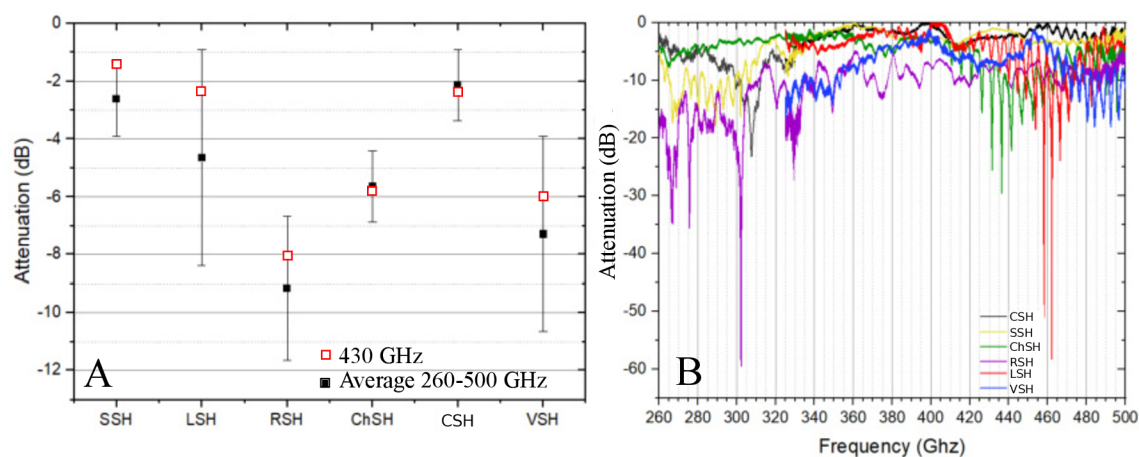 0
-2
-4
-6
-8
-10
-12
Attenuation (dB)
A
430 GHz
Average 260-500 GHz
SSH LSH RSH ChSH CSH VSH
0
-10
-20
-30
-40
-50
-60
Attenuation (dB)
B
CSH
SSH
ChSH
RSH
LSH
VSH
260 280 300 320 340 360 380 400 420 440 460 480 500
Frequency (Ghz)